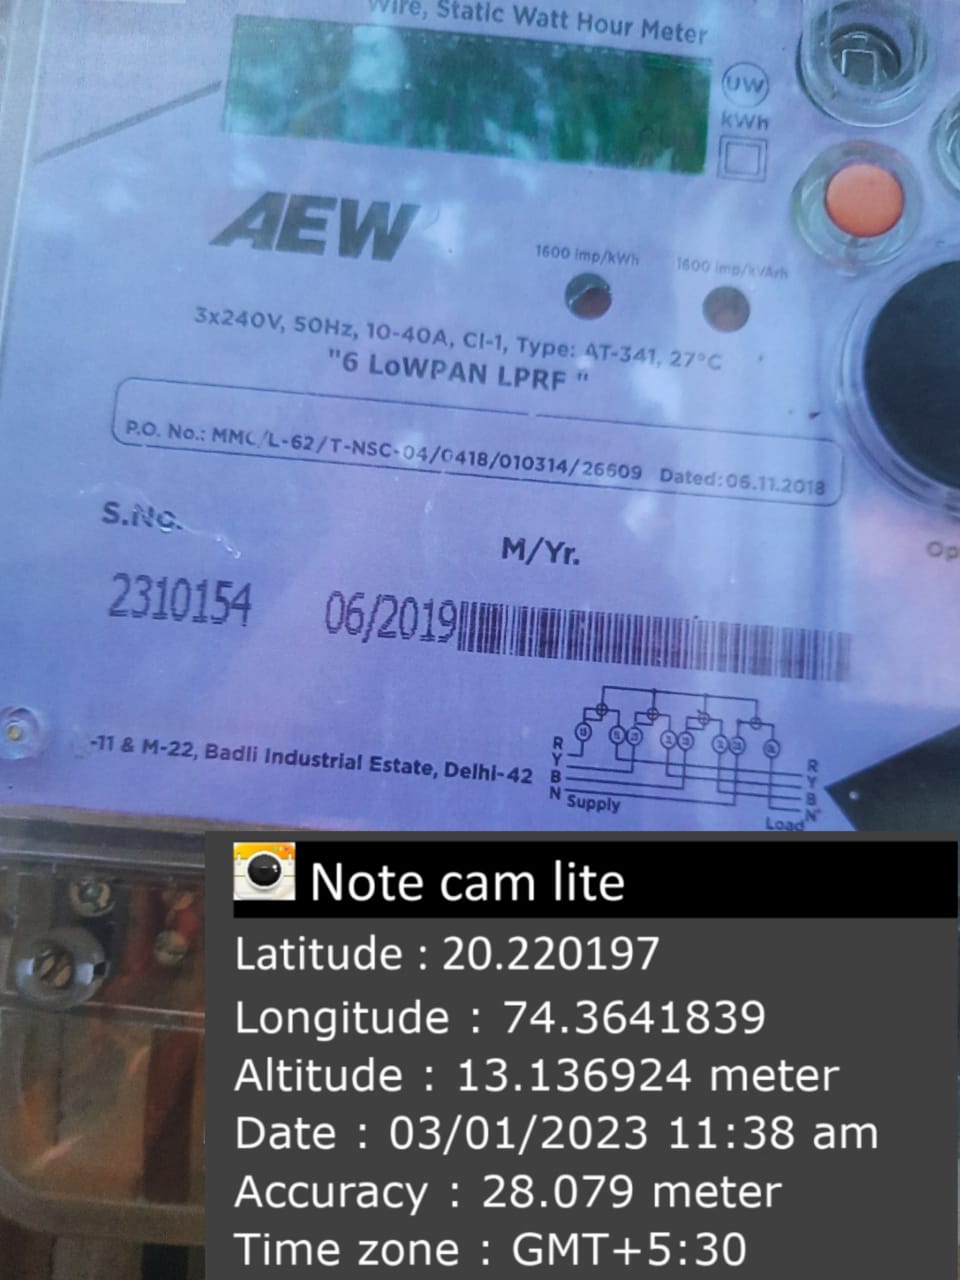 Wire, Static Watt Hour Meter
UW
kWh
AEW
1600 imp/kWh 1600 imp/kVArh
3x240V, 50Hz, 10-40A, Cl-1, Type: AT-341, 27°C
"6 LoWPAN LPRF "
P.O. No.: MMC/L-62/T-NSC-04/0418/010314/26609 Dated:06.11.2018
S.No.
M/Yr.
2310154 06/2019
-11 & M-22, Badli Industrial Estate, Delhi-42
R
Y
B
N Supply
R
Y
B
N
Load
Op
Note cam lite
Latitude : 20.220197
Longitude : 74.3641839
Altitude : 13.136924 meter
Date : 03/01/2023 11:38 am
Accuracy : 28.079 meter
Time zone : GMT+5:30